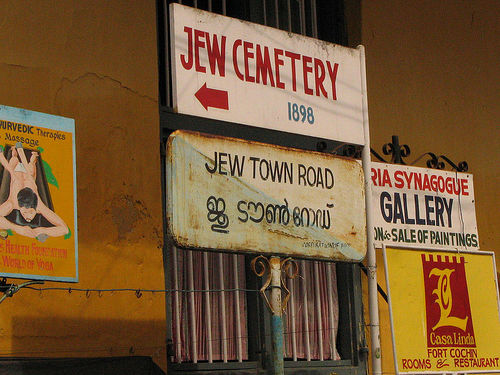 JEW CEMETERY
1898
JEW TOWN ROAD
ജൂ ടൗൺ റോഡ്
RIA SYNAGOGUE
GALLERY
& SALE OF PAINTINGS
URVEDIC Therapies
Massage
HEALTH FOUNDATION
WORLD OF YOGA
L
Casa Linda
FORT COCHIN
ROOMS & RESTAURANT